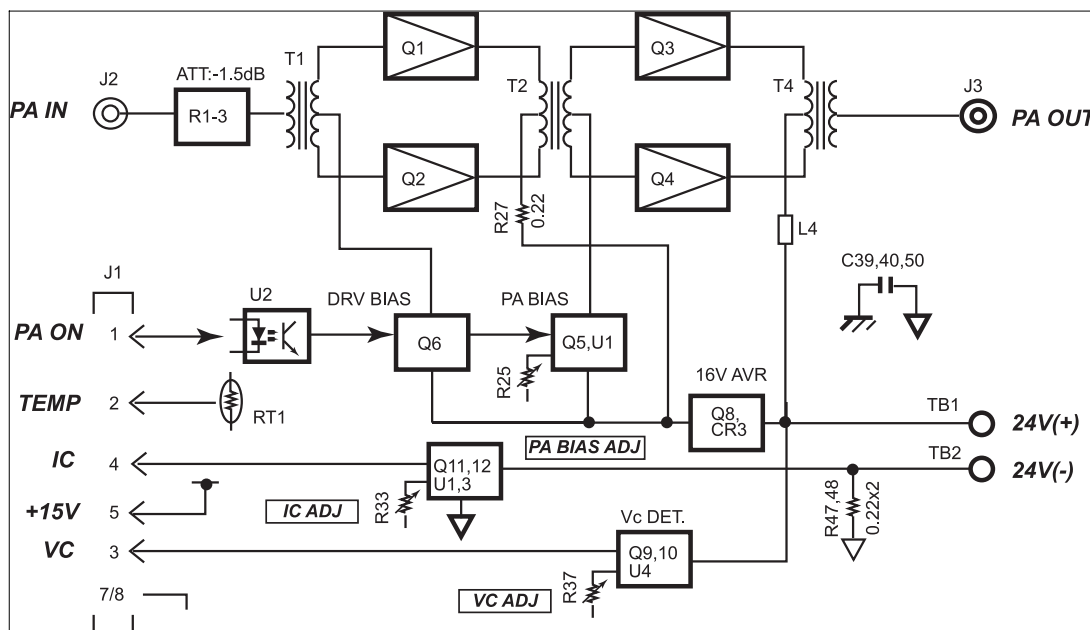 Q1
Q3
T1
T2
T4
J2
ATT:-1.5dB
J3
PA IN
R1-3
PA OUT
Q2
Q4
R27
0.22
L4
C39,40,50
J1
U2
DRV BIAS
PA BIAS
PA ON
1
Q6
Q5,U1
R25
16V AVR
TEMP
2
RT1
Q8,
CR3
TB1
24V(+)
PA BIAS ADJ
IC
4
Q11,12
U1,3
TB2
24V(-)
R33
IC ADJ
+15V
5
R47,48
0.22x2
Vc DET.
VC
3
Q9,10
U4
R37
VC ADJ
7/8